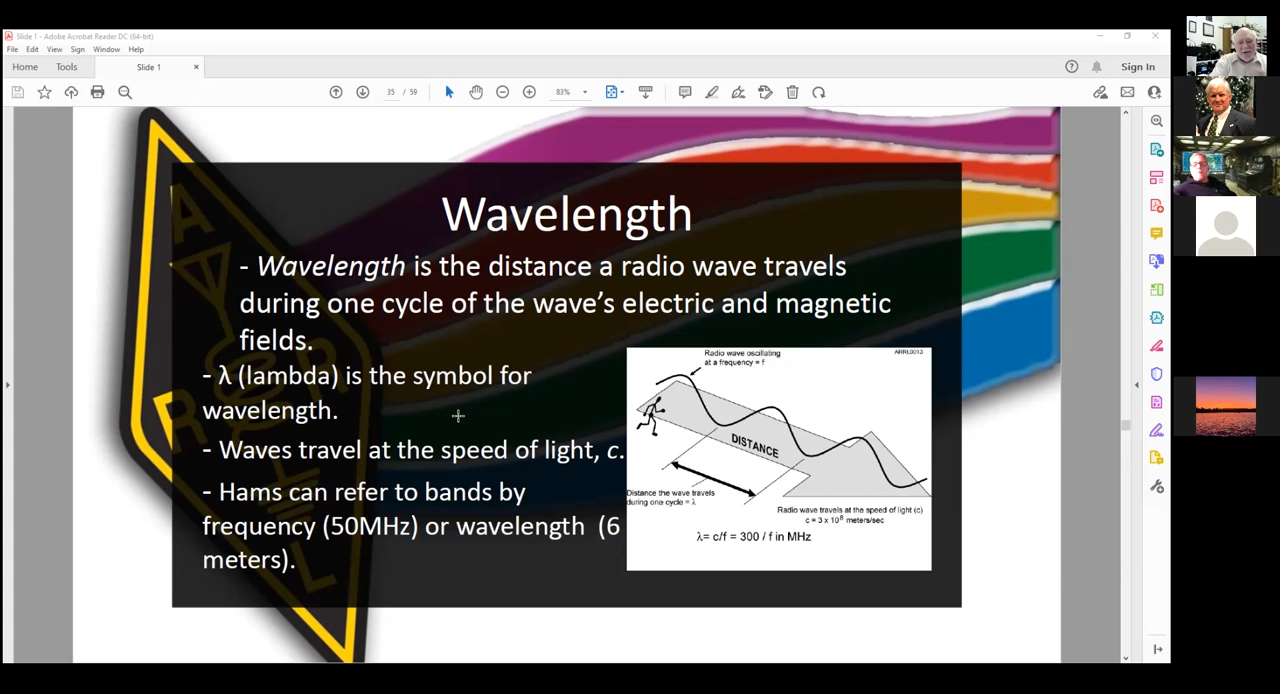 Slide 1 - Adobe Acrobat Reader DC (64-bit)
File Edit View Sign Window Help
Home Tools Slide 1 ×
Sign In
35 / 59
83%
Wavelength
- Wavelength is the distance a radio wave travels
during one cycle of the wave’s electric and magnetic
fields.
- λ (lambda) is the symbol for
wavelength.
- Waves travel at the speed of light, c.
- Hams can refer to bands by
frequency (50MHz) or wavelength (6
meters).
Radio wave oscillating
at a frequency = f
ARRL0013
DISTANCE
Distance the wave travels
during one cycle = λ
Radio wave travels at the speed of light (c)
c = 3 x 10⁸ meters/sec
λ= c/f = 300 / f in MHz
A
R R
L